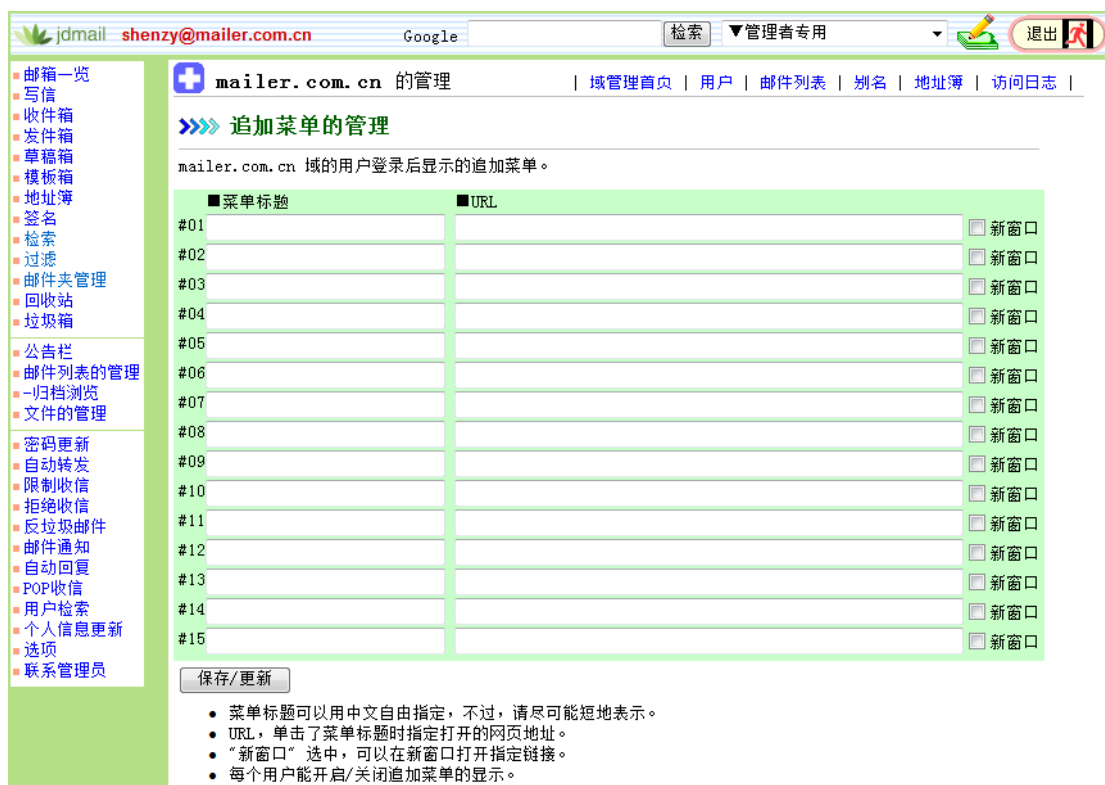 jdmail shenzy@mailer.com.cn Google 检索 ▼管理者专用 退出
邮箱一览
写信
收件箱
发件箱
草稿箱
模板箱
地址簿
签名
检索
过滤
邮件夹管理
回收站
垃圾箱
公告栏
邮件列表的管理
-归档浏览
文件的管理
密码更新
自动转发
限制收信
拒绝收信
反垃圾邮件
邮件通知
自动回复
POP收信
用户检索
个人信息更新
选项
联系管理员
mailer.com.cn 的管理 | 域管理首页 | 用户 | 邮件列表 | 别名 | 地址簿 | 访问日志 |
追加菜单的管理
mailer.com.cn 域的用户登录后显示的追加菜单。
■菜单标题 ■URL
#01 新窗口
#02 新窗口
#03 新窗口
#04 新窗口
#05 新窗口
#06 新窗口
#07 新窗口
#08 新窗口
#09 新窗口
#10 新窗口
#11 新窗口
#12 新窗口
#13 新窗口
#14 新窗口
#15 新窗口
保存/更新
● 菜单标题可以用中文自由指定，不过，请尽可能短地表示。
● URL，单击了菜单标题时指定打开的网页地址。
● “新窗口” 选中，可以在新窗口打开指定链接。
● 每个用户能开启/关闭追加菜单的显示。